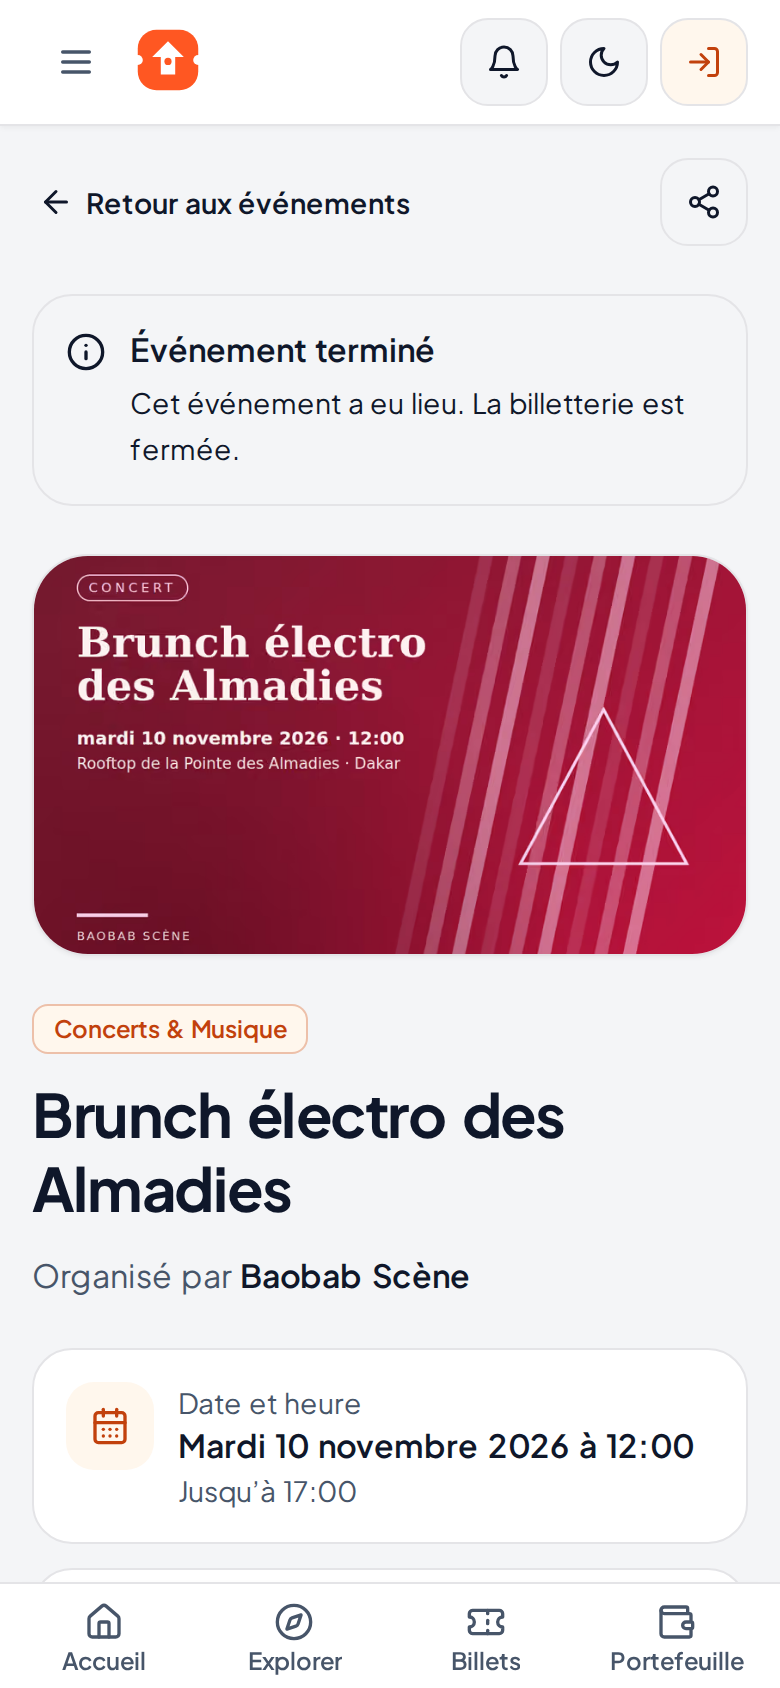 Retour aux événements
Événement terminé
Cet événement a eu lieu. La billetterie est
fermée.
CONCERT
Brunch électro
des Almadies
mardi 10 novembre 2026 · 12:00
Rooftop de la Pointe des Almadies · Dakar
BAOBAB SCÈNE
Concerts & Musique
Brunch électro des
Almadies
Organisé par Baobab Scène
Date et heure
Mardi 10 novembre 2026 à 12:00
Jusqu’à 17:00
Accueil
Explorer
Billets
Portefeuille